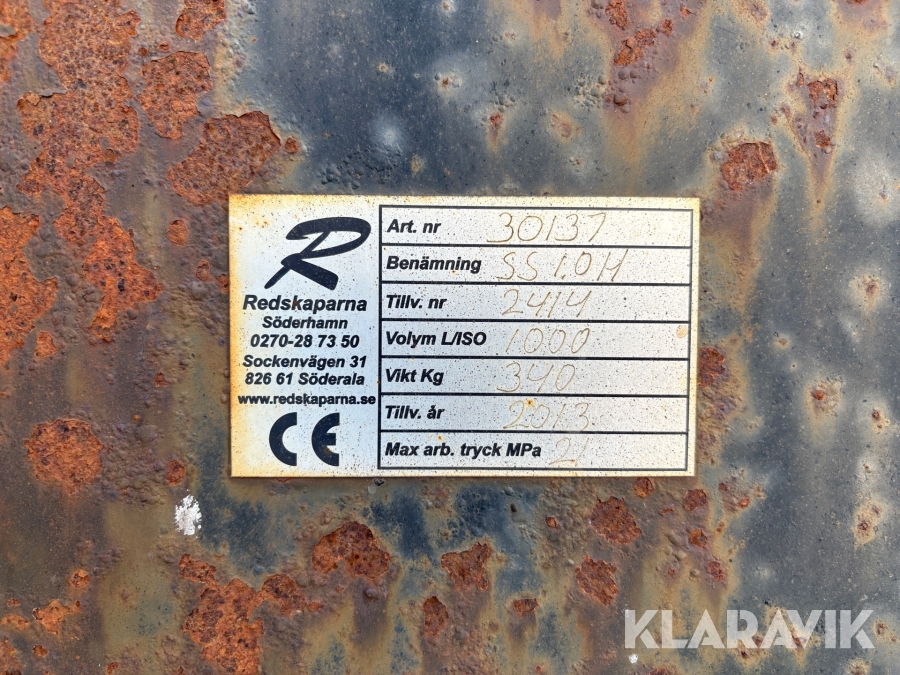 R
Redskaparna
Söderhamn
0270-28 73 50
Sockenvägen 31
826 61 Söderala
www.redskaparna.se
CE
Art. nr 30137
Benämning SS 1.0 H
Tillv. nr 2414
Volym L/ISO 1000
Vikt Kg 340
Tillv. år 2013
Max arb. tryck MPa 21
KLARAVIK